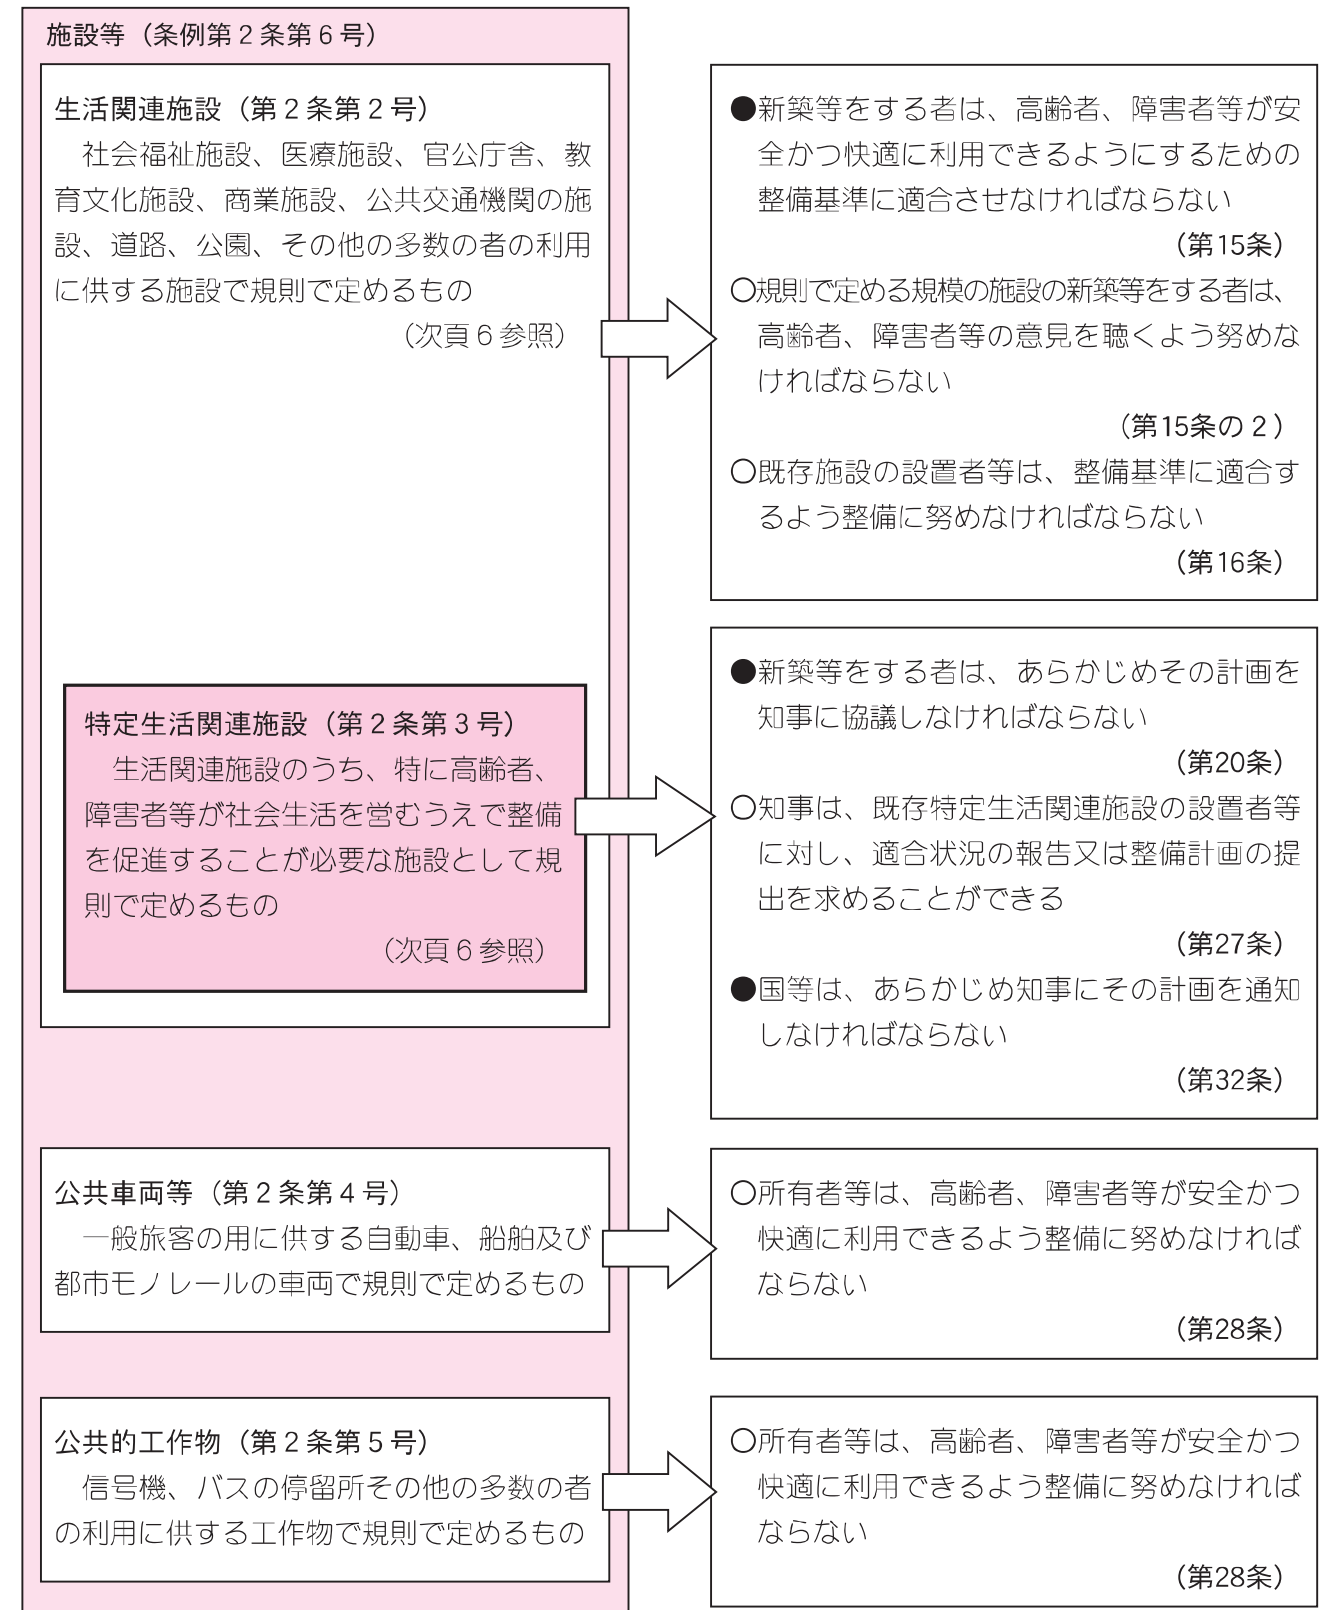 施設等（条例第２条第６号）
生活関連施設（第２条第２号）
社会福祉施設、医療施設、官公庁舎、教
育文化施設、商業施設、公共交通機関の施
設、道路、公園、その他の多数の者の利用
に供する施設で規則で定めるもの
（次頁６参照）
●新築等をする者は、高齢者、障害者等が安
全かつ快適に利用できるようにするための
整備基準に適合させなければならない
（第15条）
○規則で定める規模の施設の新築等をする者は、
高齢者、障害者等の意見を聴くよう努めな
ければならない
（第15条の２）
○既存施設の設置者等は、整備基準に適合す
るよう整備に努めなければならない
（第16条）
特定生活関連施設（第２条第３号）
生活関連施設のうち、特に高齢者、
障害者等が社会生活を営むうえで整備
を促進することが必要な施設として規
則で定めるもの
（次頁６参照）
●新築等をする者は、あらかじめその計画を
知事に協議しなければならない
（第20条）
○知事は、既存特定生活関連施設の設置者等
に対し、適合状況の報告又は整備計画の提
出を求めることができる
（第27条）
●国等は、あらかじめ知事にその計画を通知
しなければならない
（第32条）
公共車両等（第２条第４号）
一般旅客の用に供する自動車、船舶及び
都市モノレールの車両で規則で定めるもの
○所有者等は、高齢者、障害者等が安全かつ
快適に利用できるよう整備に努めなければ
ならない
（第28条）
公共的工作物（第２条第５号）
信号機、バスの停留所その他の多数の者
の利用に供する工作物で規則で定めるもの
○所有者等は、高齢者、障害者等が安全かつ
快適に利用できるよう整備に努めなければ
ならない
（第28条）